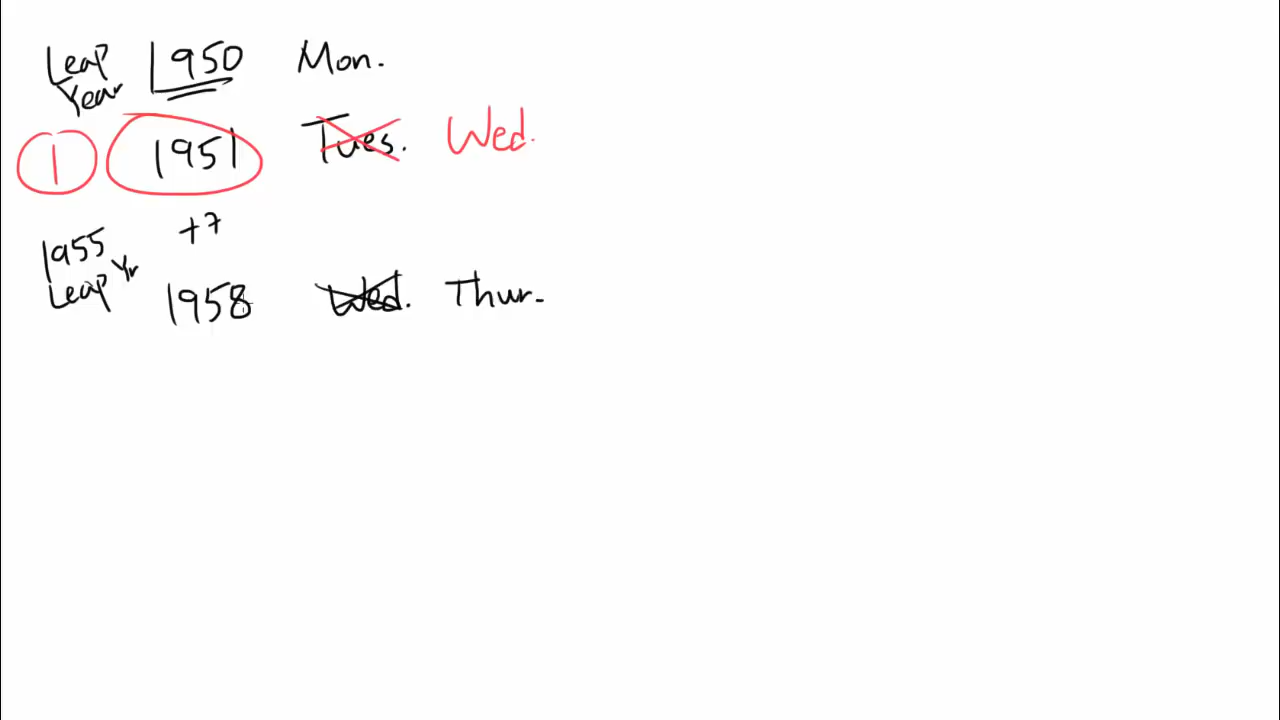 Leap Year 1950 Mon.
1 1951 Tues. Wed.
+7
1955 Leap Yr
1958 Wed. Thur.